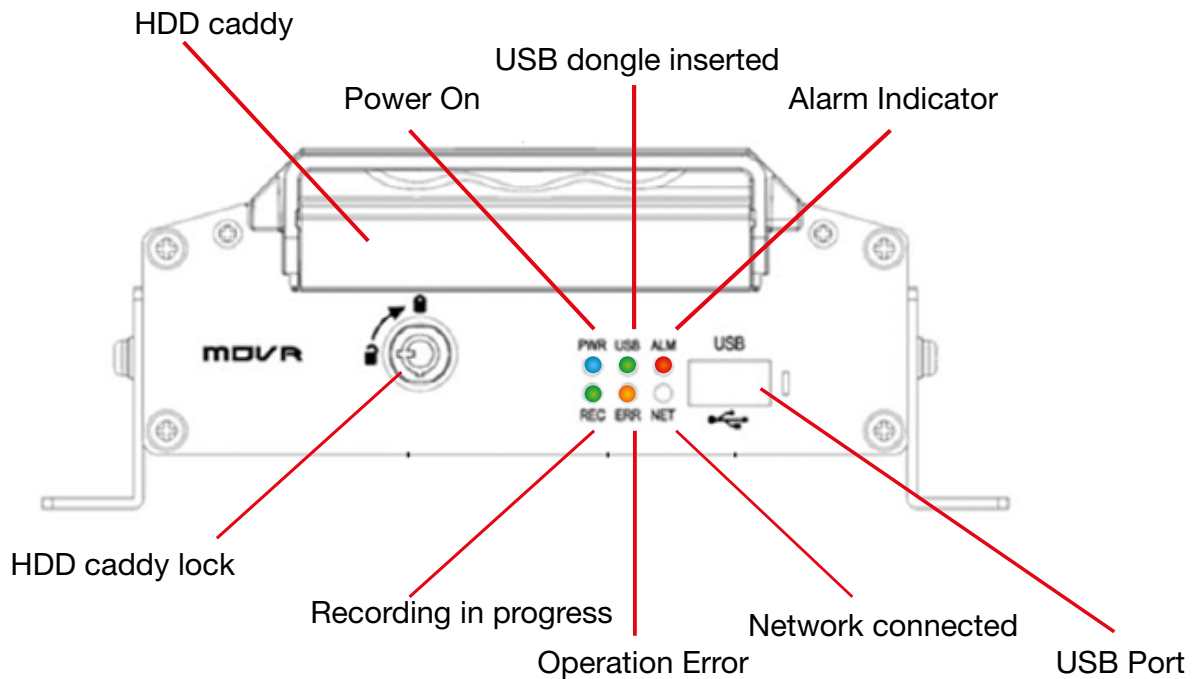 HDD caddy
USB dongle inserted
Power On
Alarm Indicator
PWR USB ALM
USB
MDVR
REC ERR NET
HDD caddy lock
Recording in progress
Network connected
Operation Error
USB Port